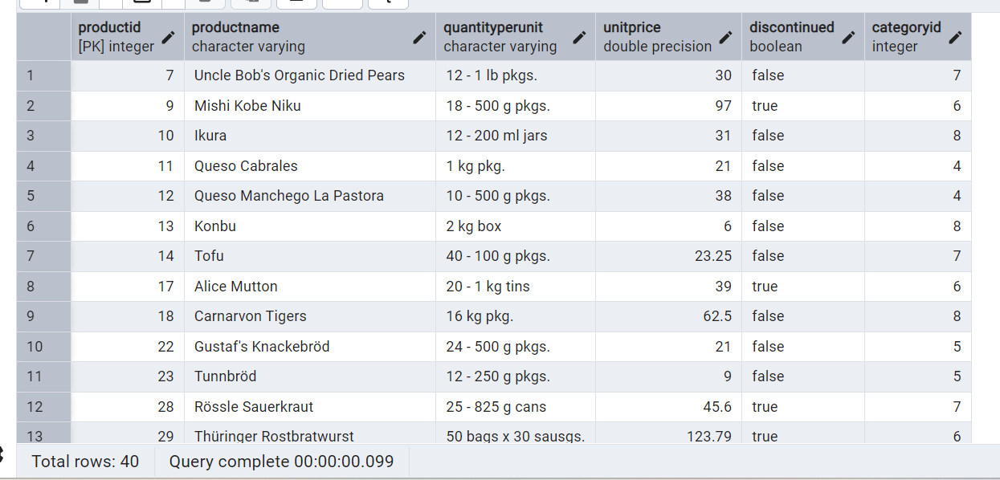 productid productname quantityperunit unitprice discontinued categoryid
[PK] integer character varying character varying double precision boolean integer
1 7 Uncle Bob's Organic Dried Pears 12 - 1 lb pkgs. 30 false 7
2 9 Mishi Kobe Niku 18 - 500 g pkgs. 97 true 6
3 10 Ikura 12 - 200 ml jars 31 false 8
4 11 Queso Cabrales 1 kg pkg. 21 false 4
5 12 Queso Manchego La Pastora 10 - 500 g pkgs. 38 false 4
6 13 Konbu 2 kg box 6 false 8
7 14 Tofu 40 - 100 g pkgs. 23.25 false 7
8 17 Alice Mutton 20 - 1 kg tins 39 true 6
9 18 Carnarvon Tigers 16 kg pkg. 62.5 false 8
10 22 Gustaf's Knackebröd 24 - 500 g pkgs. 21 false 5
11 23 Tunnbröd 12 - 250 g pkgs. 9 false 5
12 28 Rössle Sauerkraut 25 - 825 g cans 45.6 true 7
13 29 Thüringer Rostbratwurst 50 bags x 30 sausgs. 123.79 true 6
Total rows: 40 Query complete 00:00:00.099